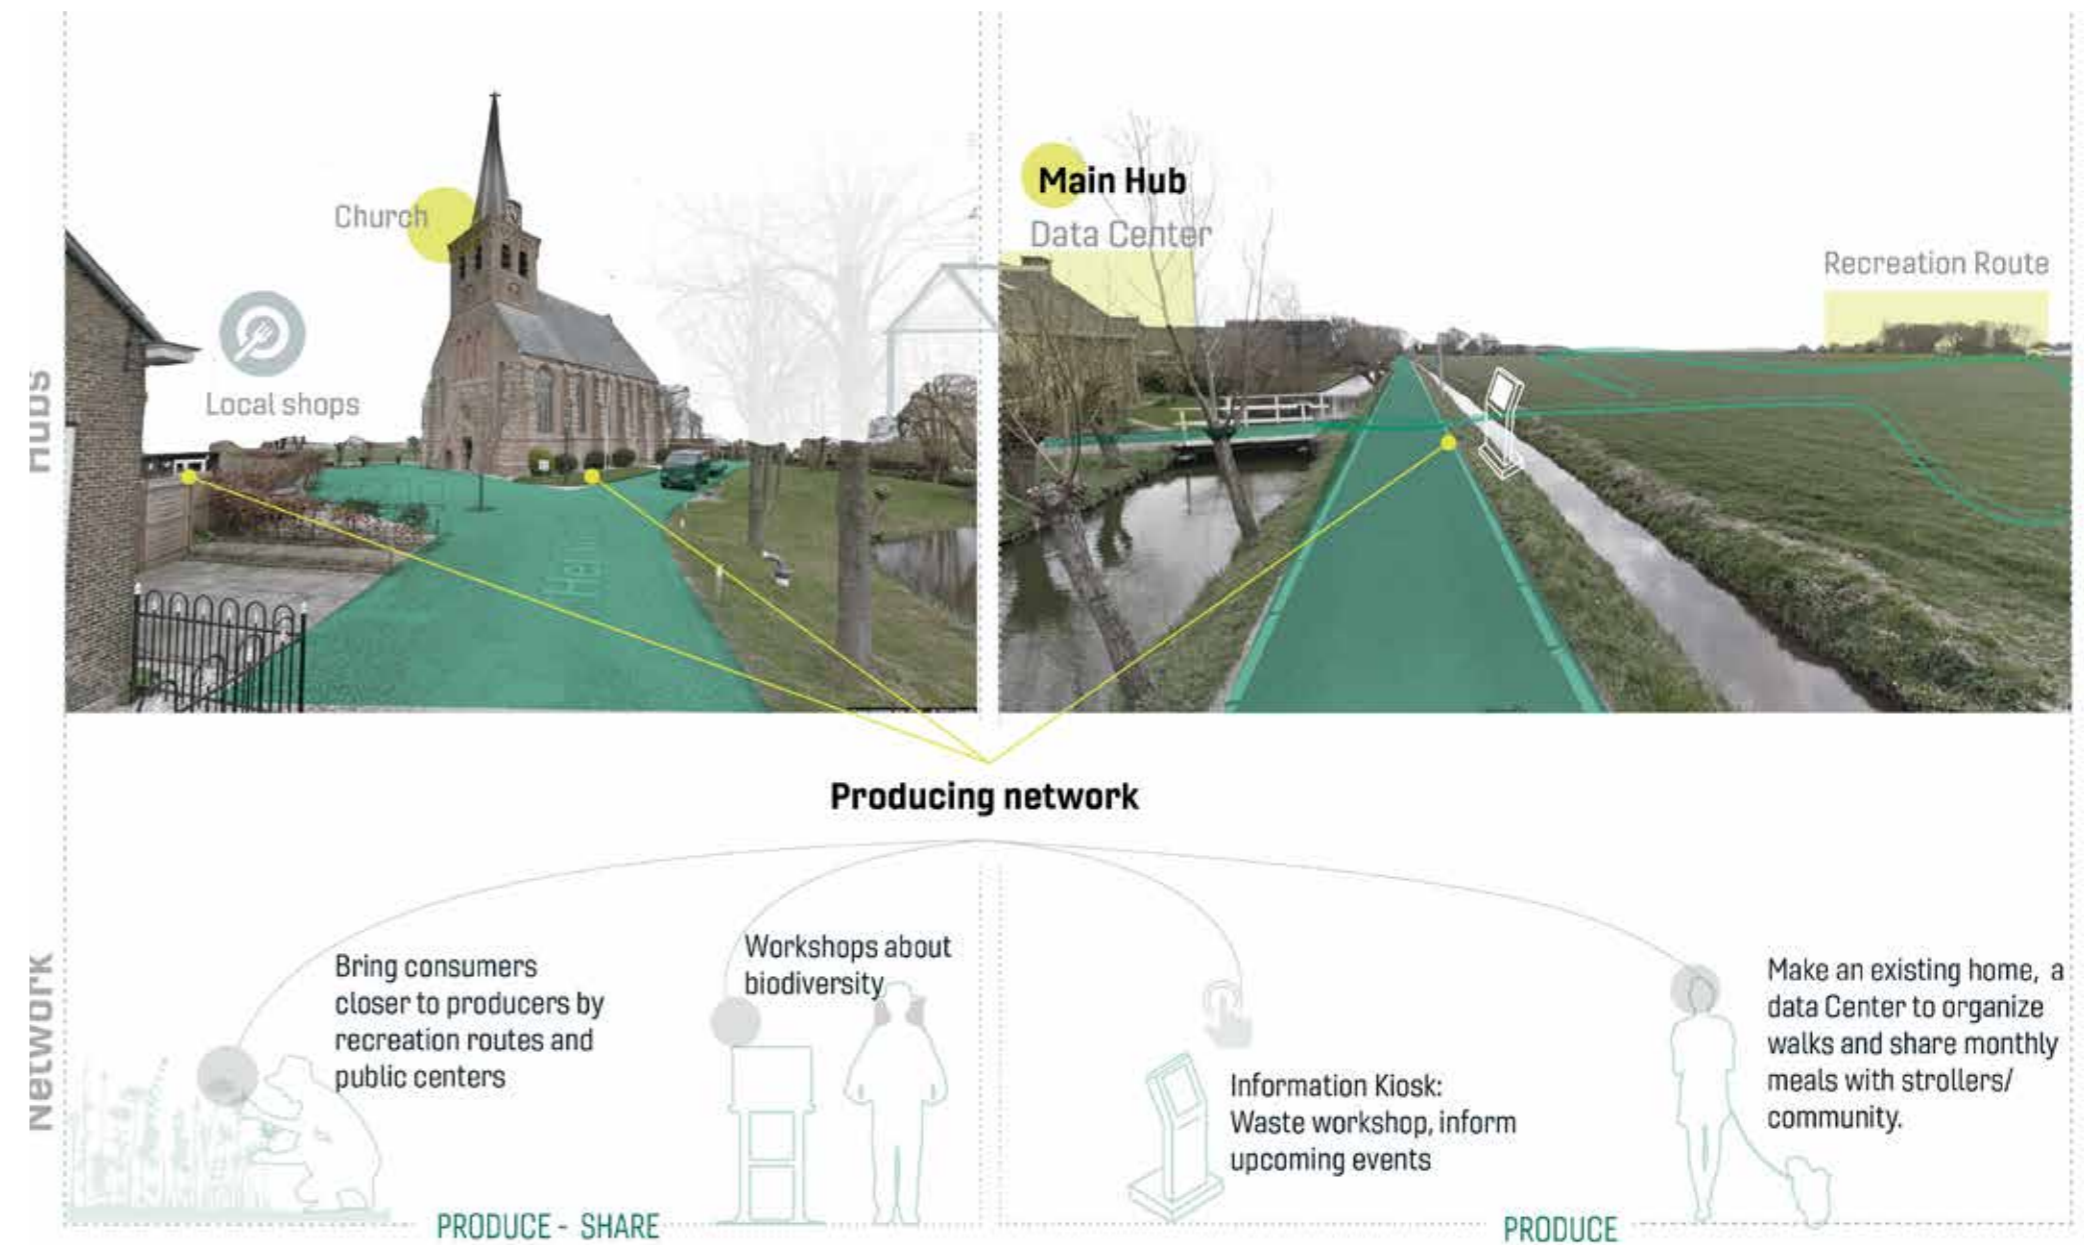 Church
Local shops
Main Hub
Data Center
Recreation Route
Hubs
Producing network
Network
Bring consumers
closer to producers by
recreation routes and
public centers
Workshops about
biodiversity
Information Kiosk:
Waste workshop, inform
upcoming events
Make an existing home, a
data Center to organize
walks and share monthly
meals with strollers/
community.
PRODUCE - SHARE
PRODUCE